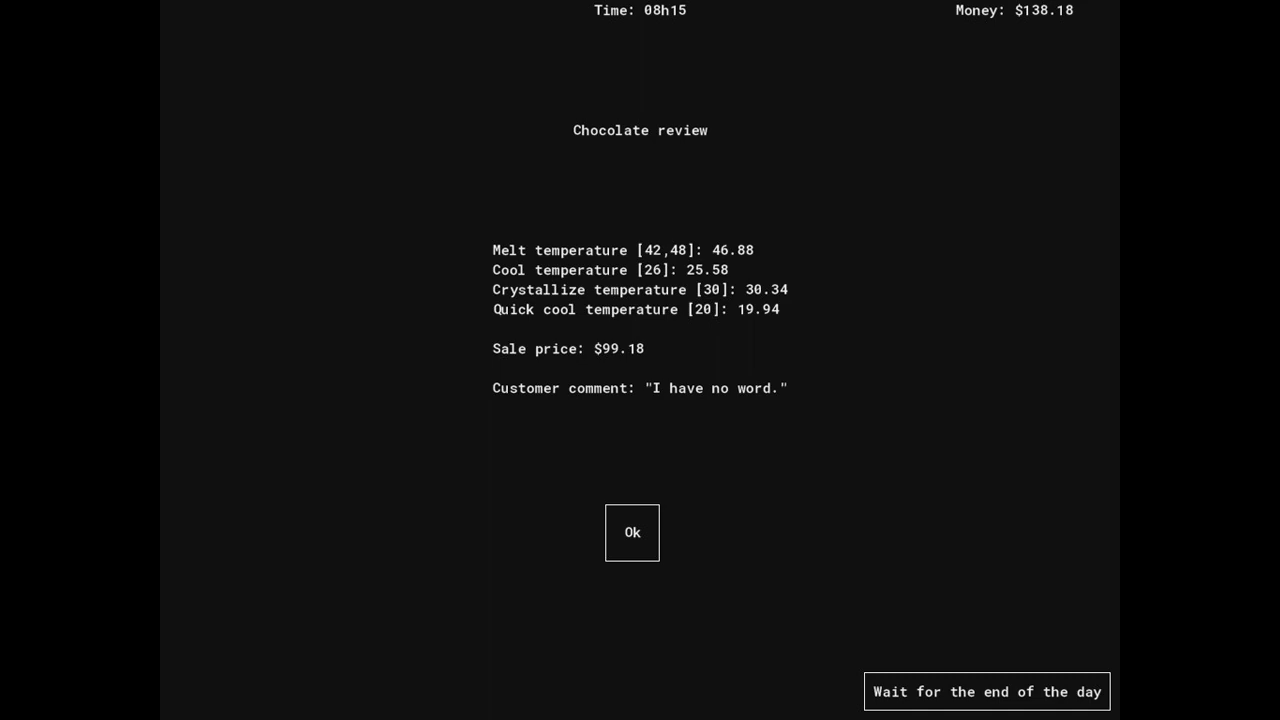 Time: 08h15
Money: $138.18
Chocolate review
Melt temperature [42,48]: 46.88
Cool temperature [26]: 25.58
Crystallize temperature [30]: 30.34
Quick cool temperature [20]: 19.94
Sale price: $99.18
Customer comment: "I have no word."
Ok
Wait for the end of the day